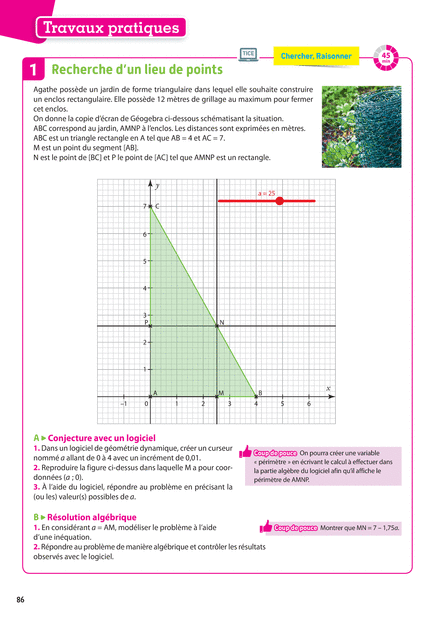 Travaux pratiques
TICE
Chercher, Raisonner
45
min
1 Recherche d'un lieu de points
Agathe possède un jardin de forme triangulaire dans lequel elle souhaite construire
un enclos rectangulaire. Elle possède 12 mètres de grillage au maximum pour fermer
cet enclos.
On donne la copie d'écran de Géogebra ci-dessous schématisant la situation.
ABC correspond au jardin, AMNP à l'enclos. Les distances sont exprimées en mètres.
ABC est un triangle rectangle en A tel que AB = 4 et AC = 7.
M est un point du segment [AB].
N est le point de [BC] et P le point de [AC] tel que AMNP est un rectangle.
y
a = 25
7 C
6
5
4
3
P N
2
1
A M B x
–1 0 1 2 3 4 5 6
A ▸ Conjecture avec un logiciel
1. Dans un logiciel de géométrie dynamique, créer un curseur
nommé a allant de 0 à 4 avec un incrément de 0,01.
2. Reproduire la figure ci-dessus dans laquelle M a pour coor-
données (a ; 0).
3. À l'aide du logiciel, répondre au problème en précisant la
(ou les) valeur(s) possibles de a.
Coup de pouce On pourra créer une variable
« périmètre » en écrivant le calcul à effectuer dans
la partie algèbre du logiciel afin qu'il affiche le
périmètre de AMNP.
B ▸ Résolution algébrique
1. En considérant a = AM, modéliser le problème à l'aide
d'une inéquation.
Coup de pouce Montrer que MN = 7 – 1,75a.
2. Répondre au problème de manière algébrique et contrôler les résultats
observés avec le logiciel.
86